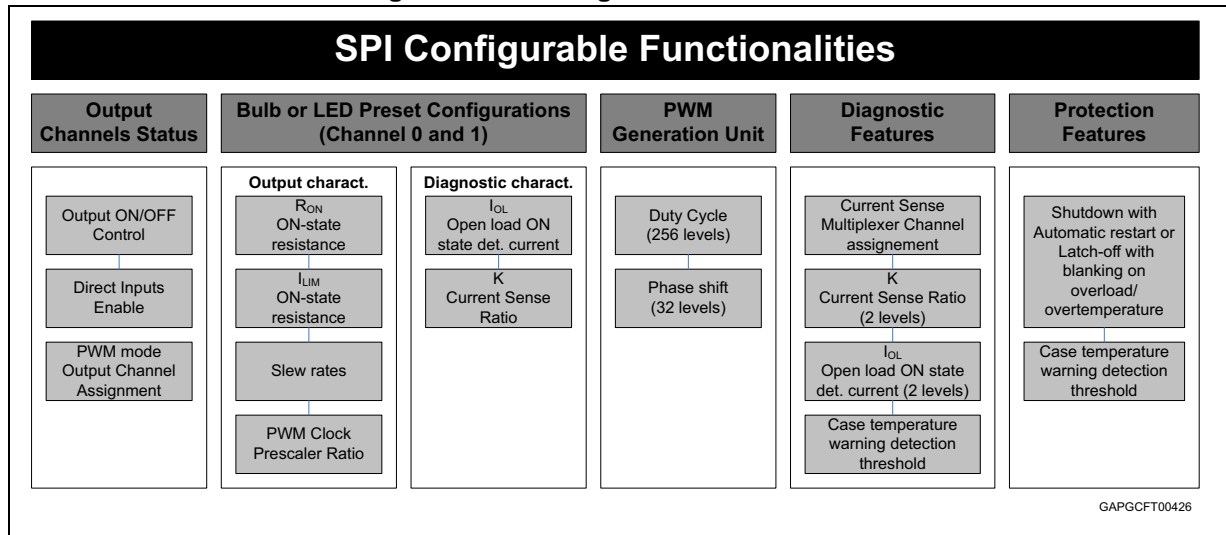 SPI Configurable Functionalities
Output
Channels Status
Bulb or LED Preset Configurations
(Channel 0 and 1)
PWM
Generation Unit
Diagnostic
Features
Protection
Features
Output ON/OFF
Control
Direct Inputs
Enable
PWM mode
Output Channel
Assignment
Output charact.
RON
ON-state
resistance
ILIM
ON-state
resistance
Slew rates
PWM Clock
Prescaler Ratio
Diagnostic charact.
IOL
Open load ON
state det. current
K
Current Sense
Ratio
Duty Cycle
(256 levels)
Phase shift
(32 levels)
Current Sense
Multiplexer Channel
assignement
K
Current Sense Ratio
(2 levels)
IOL
Open load ON state
det. current (2 levels)
Case temperature
warning detection
threshold
Shutdown with
Automatic restart or
Latch-off with
blanking on
overload/
overtemperature
Case temperature
warning detection
threshold
GAPGCFT00426